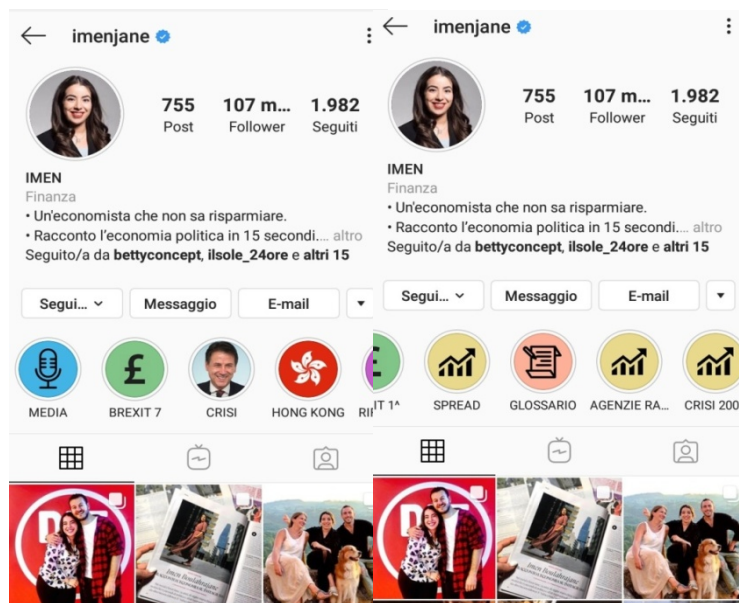 imenjane
755
107 m...
1.982
Post
Follower
Seguiti
IMEN
Finanza
• Un'economista che non sa risparmiare.
• Racconto l'economia politica in 15 secondi.... altro
Seguito/a da bettyconcept, ilsole_24ore e altri 15
Segui...
Messaggio
E-mail
£
MEDIA
BREXIT 7
CRISI
HONG KONG
imenjane
755
107 m...
1.982
Post
Follower
Seguiti
IMEN
Finanza
• Un'economista che non sa risparmiare.
• Racconto l'economia politica in 15 secondi.... altro
Seguito/a da bettyconcept, ilsole_24ore e altri 15
Segui...
Messaggio
E-mail
IT 1^
SPREAD
GLOSSARIO
AGENZIE RA...
CRISI 200